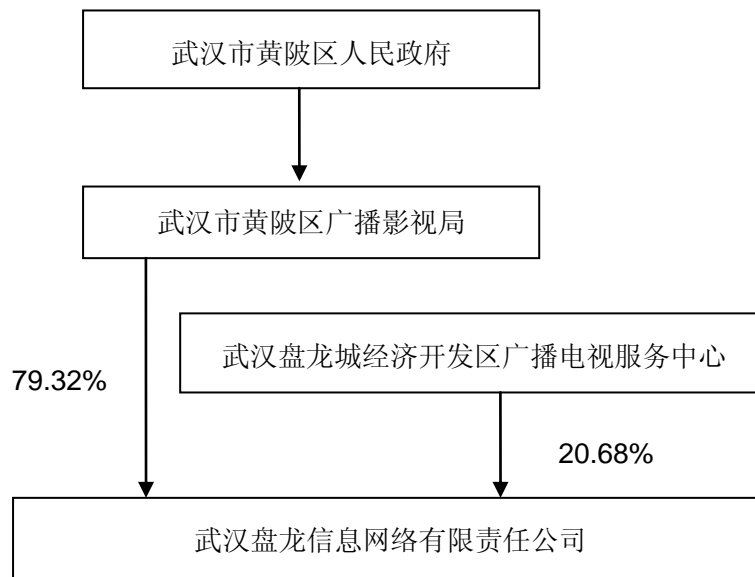 武汉市黄陂区人民政府
武汉市黄陂区广播影视局
武汉盘龙城经济开发区广播电视服务中心
79.32%
20.68%
武汉盘龙信息网络有限责任公司